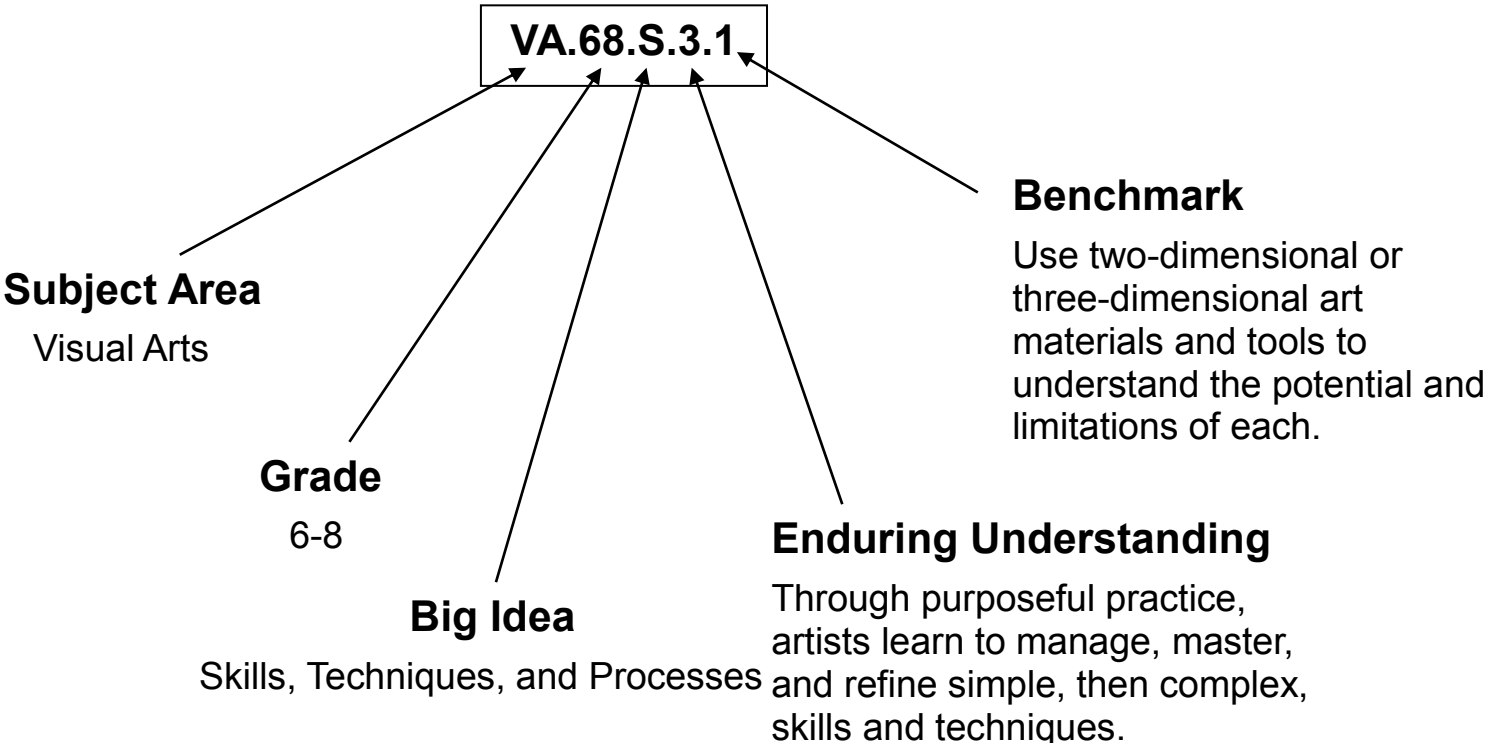 VA.68.S.3.1
Subject Area
Visual Arts
Grade
6-8
Big Idea
Skills, Techniques, and Processes
Enduring Understanding
Through purposeful practice,
artists learn to manage, master,
and refine simple, then complex,
skills and techniques.
Benchmark
Use two-dimensional or
three-dimensional art
materials and tools to
understand the potential and
limitations of each.